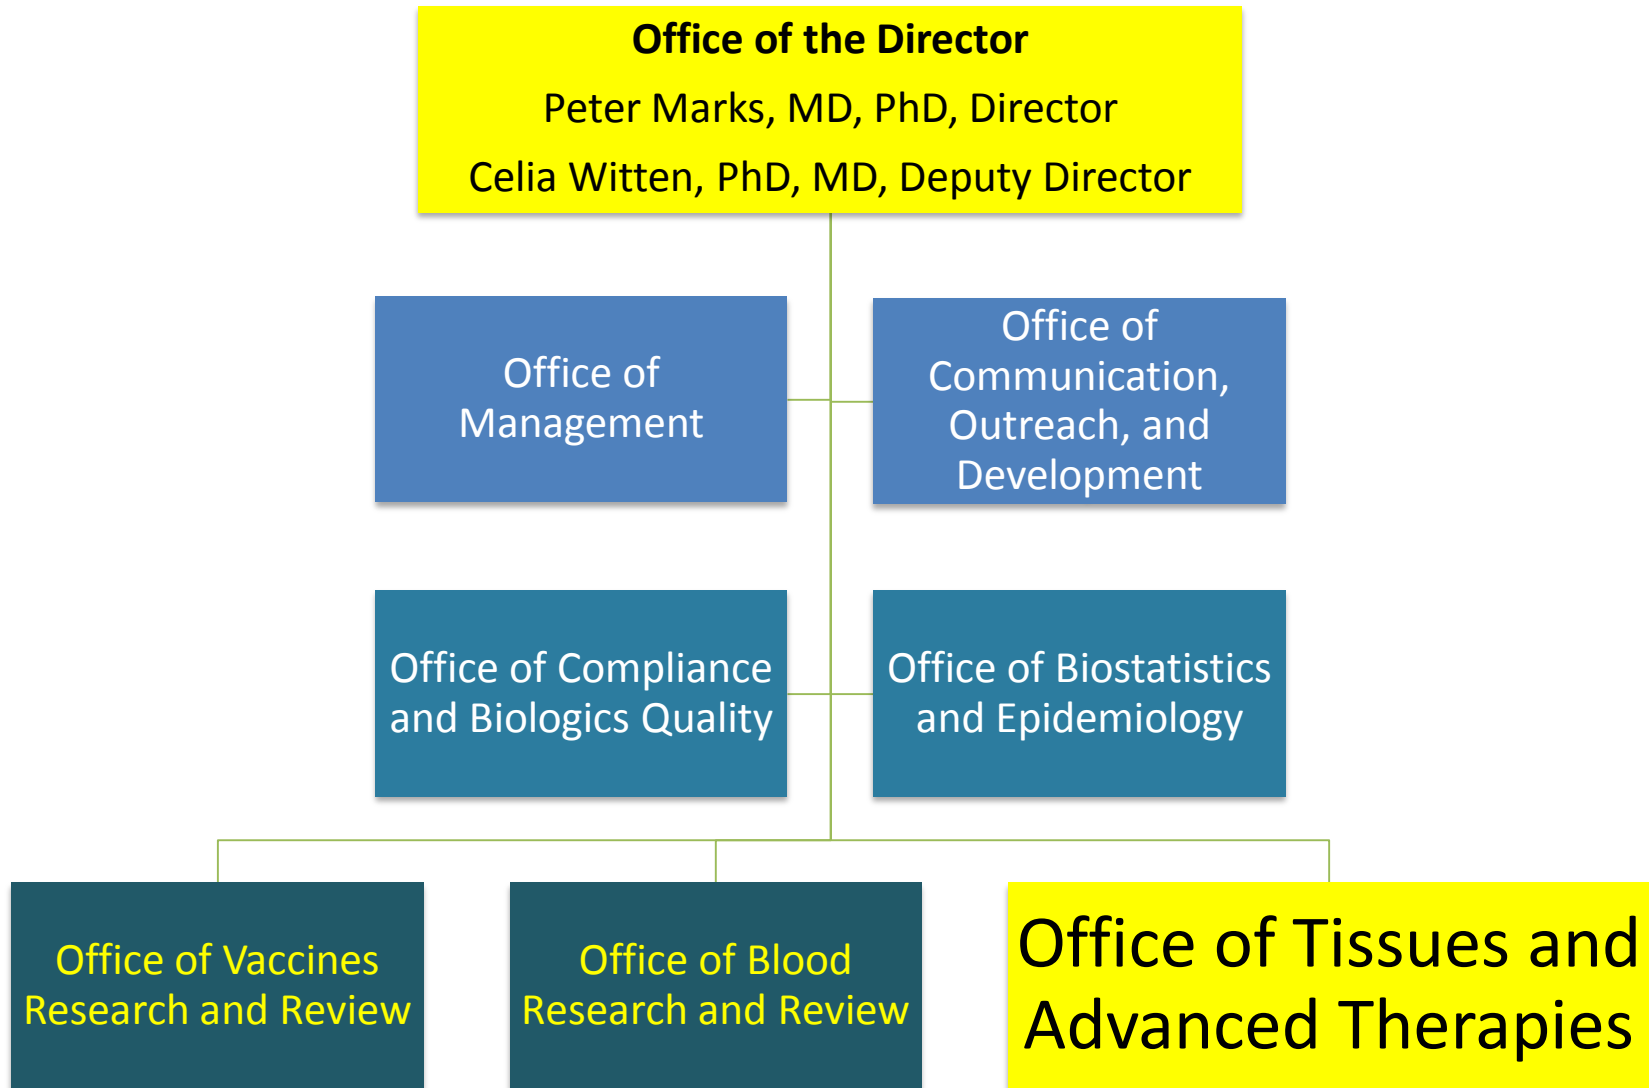 Office of the Director
Peter Marks, MD, PhD, Director
Celia Witten, PhD, MD, Deputy Director
Office of
Management
Office of
Communication,
Outreach, and
Development
Office of Compliance
and Biologics Quality
Office of Biostatistics
and Epidemiology
Office of Vaccines
Research and Review
Office of Blood
Research and Review
Office of Tissues and
Advanced Therapies